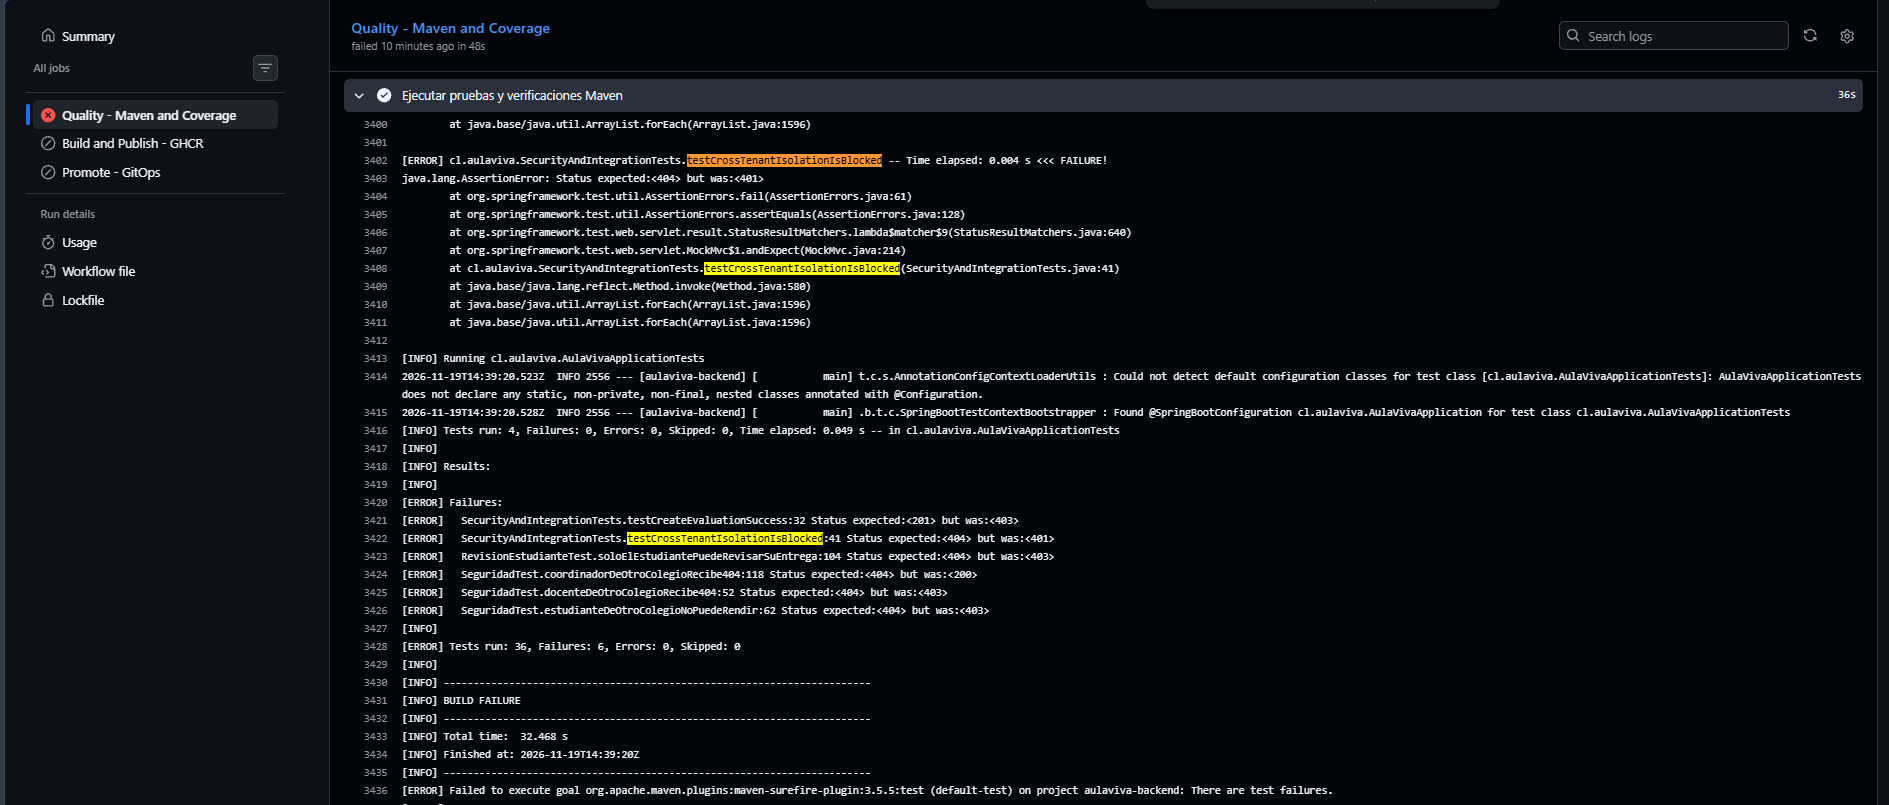 Summary
All jobs
Quality - Maven and Coverage
Build and Publish - GHCR
Promote - GitOps
Run details
Usage
Workflow file
Lockfile
Quality - Maven and Coverage
failed 10 minutes ago in 48s
Search logs
Ejecutar pruebas y verificaciones Maven 36s
3400 at java.base/java.util.ArrayList.forEach(ArrayList.java:1596)
3401
3402 [ERROR] cl.aulaviva.SecurityAndIntegrationTests.testCrossTenantIsolationIsBlocked -- Time elapsed: 0.004 s <<< FAILURE!
3403 java.lang.AssertionError: Status expected:<404> but was:<401>
3404 at org.springframework.test.util.AssertionErrors.fail(AssertionErrors.java:61)
3405 at org.springframework.test.util.AssertionErrors.assertEquals(AssertionErrors.java:128)
3406 at org.springframework.test.web.servlet.result.StatusResultMatchers.lambda$matcher$9(StatusResultMatchers.java:640)
3407 at org.springframework.test.web.servlet.MockMvc$1.andExpect(MockMvc.java:214)
3408 at cl.aulaviva.SecurityAndIntegrationTests.testCrossTenantIsolationIsBlocked(SecurityAndIntegrationTests.java:41)
3409 at java.base/java.lang.reflect.Method.invoke(Method.java:580)
3410 at java.base/java.util.ArrayList.forEach(ArrayList.java:1596)
3411 at java.base/java.util.ArrayList.forEach(ArrayList.java:1596)
3412
3413 [INFO] Running cl.aulaviva.AulaVivaApplicationTests
3414 2026-11-19T14:39:20.523Z  INFO 2556 --- [aulaviva-backend] [           main] t.c.s.AnnotationConfigContextLoaderUtils : Could not detect default configuration classes for test class [cl.aulaviva.AulaVivaApplicationTests]: AulaVivaApplicationTests
does not declare any static, non-private, non-final, nested classes annotated with @Configuration.
3415 2026-11-19T14:39:20.528Z  INFO 2556 --- [aulaviva-backend] [           main] .b.t.c.SpringBootTestContextBootstrapper : Found @SpringBootConfiguration cl.aulaviva.AulaVivaApplication for test class cl.aulaviva.AulaVivaApplicationTests
3416 [INFO] Tests run: 4, Failures: 0, Errors: 0, Skipped: 0, Time elapsed: 0.049 s -- in cl.aulaviva.AulaVivaApplicationTests
3417 [INFO]
3418 [INFO] Results:
3419 [INFO]
3420 [ERROR] Failures:
3421 [ERROR]   SecurityAndIntegrationTests.testCreateEvaluationSuccess:32 Status expected:<201> but was:<403>
3422 [ERROR]   SecurityAndIntegrationTests.testCrossTenantIsolationIsBlocked:41 Status expected:<404> but was:<401>
3423 [ERROR]   RevisionEstudianteTest.soloElEstudiantePuedeRevisarSuEntrega:104 Status expected:<404> but was:<403>
3424 [ERROR]   SeguridadTest.coordinadorDeOtroColegioRecibe404:118 Status expected:<404> but was:<200>
3425 [ERROR]   SeguridadTest.docenteDeOtroColegioRecibe404:52 Status expected:<404> but was:<403>
3426 [ERROR]   SeguridadTest.estudianteDeOtroColegioNoPuedeRendir:62 Status expected:<404> but was:<403>
3427 [INFO]
3428 [ERROR] Tests run: 36, Failures: 6, Errors: 0, Skipped: 0
3429 [INFO]
3430 [INFO] ------------------------------------------------------------------------
3431 [INFO] BUILD FAILURE
3432 [INFO] ------------------------------------------------------------------------
3433 [INFO] Total time:  32.468 s
3434 [INFO] Finished at: 2026-11-19T14:39:20Z
3435 [INFO] ------------------------------------------------------------------------
3436 [ERROR] Failed to execute goal org.apache.maven.plugins:maven-surefire-plugin:3.5.5:test (default-test) on project aulaviva-backend: There are test failures.